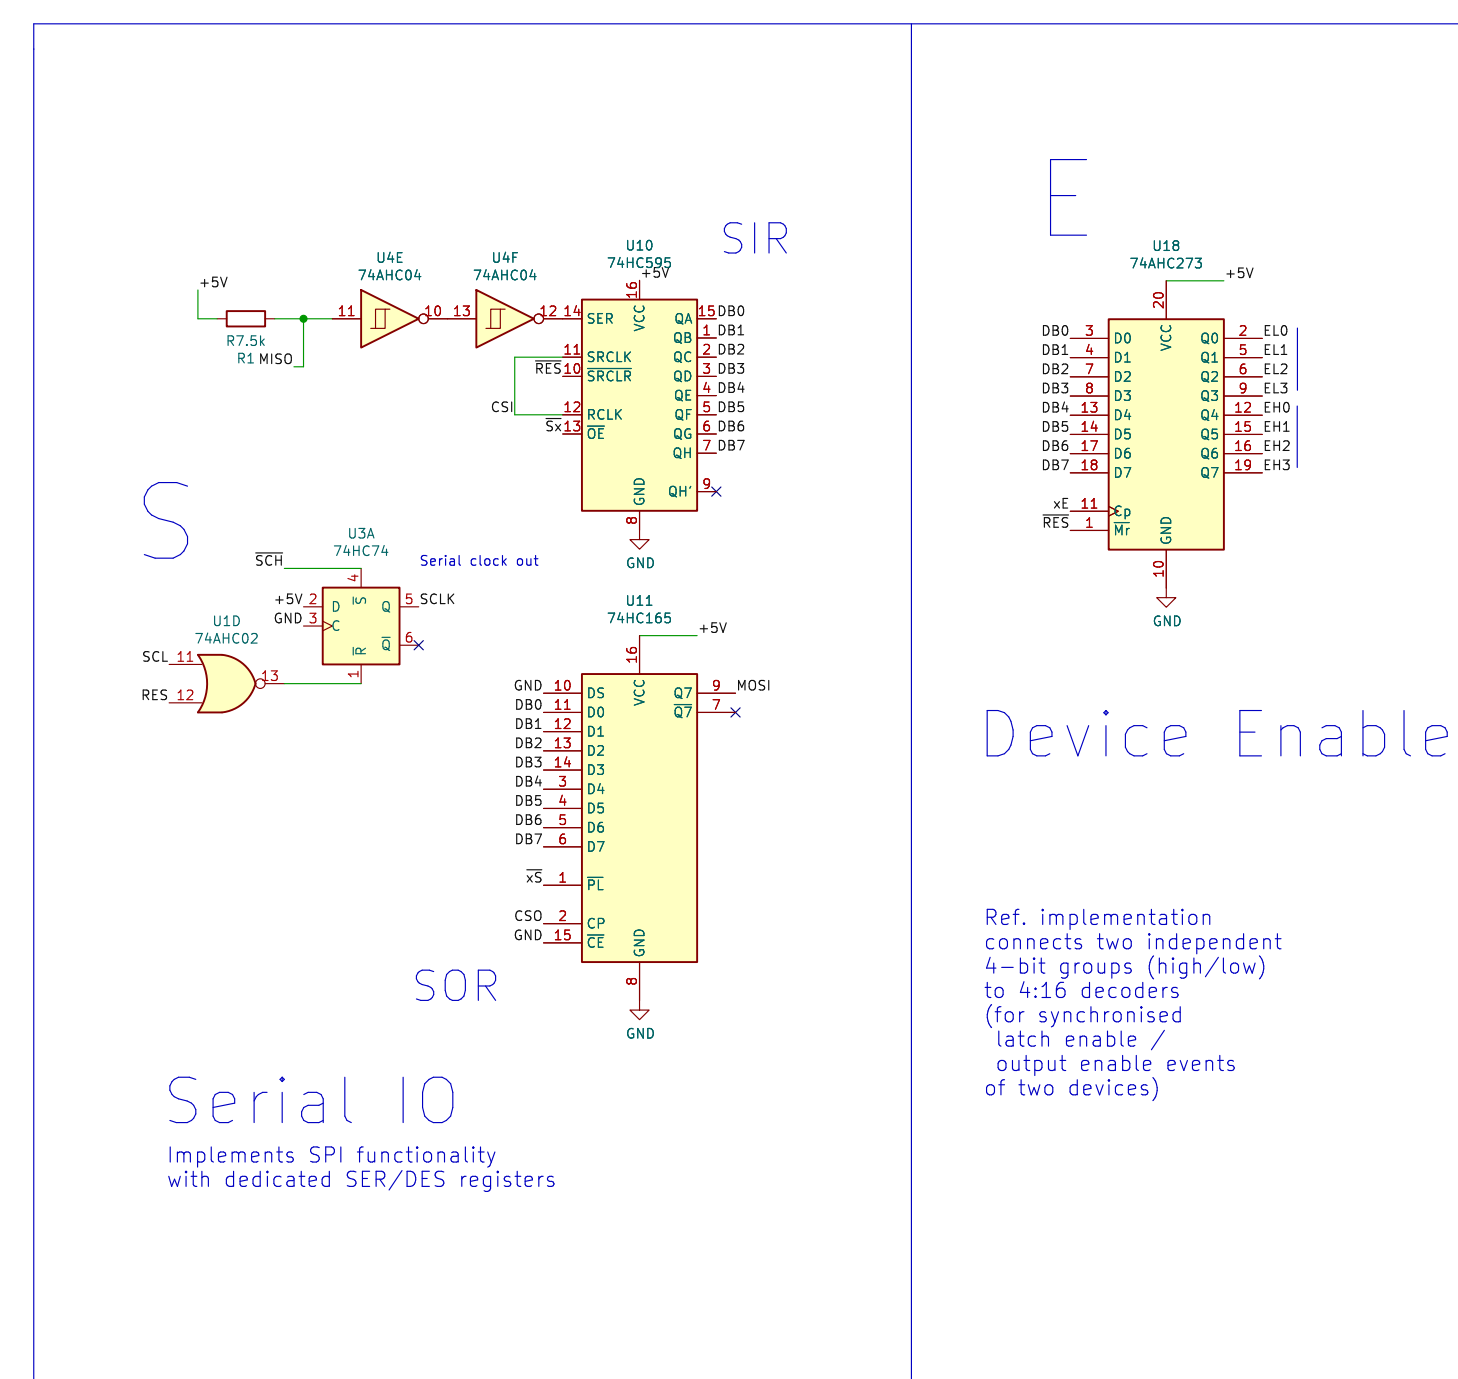 SIR
U10
74HC595
+5V
16
VCC
14 SER QA 15 DB0
QB 1 DB1
11 SRCLK QC 2 DB2
RES 10 SRCLR QD 3 DB3
QE 4 DB4
CSI 12 RCLK QF 5 DB5
Sx 13 OE QG 6 DB6
QH 7 DB7
GND QH' 9
8
GND
U4E
74AHC04
11 10
U4F
74AHC04
13 12
+5V
R7.5k
R1 MISO
S
U3A
74HC74
SCH
4
Serial clock out
+5V 2 D S Q 5 SCLK
GND 3 C
R Q 6
1
U1D
74AHC02
SCL 11
13
RES 12
U11
74HC165
+5V
16
VCC
GND 10 DS Q7 9 MOSI
DB0 11 D0 Q7 7
DB1 12 D1
DB2 13 D2
DB3 14 D3
DB4 3 D4
DB5 4 D5
DB6 5 D6
DB7 6 D7
xS 1 PL
CSO 2 CP
GND 15 CE
GND
8
GND
SOR
Serial IO
Implements SPI functionality
with dedicated SER/DES registers
E
U18
74AHC273
+5V
20
VCC
DB0 3 D0 Q0 2 EL0
DB1 4 D1 Q1 5 EL1
DB2 7 D2 Q2 6 EL2
DB3 8 D3 Q3 9 EL3
DB4 13 D4 Q4 12 EH0
DB5 14 D5 Q5 15 EH1
DB6 17 D6 Q6 16 EH2
DB7 18 D7 Q7 19 EH3
xE 11 Cp
RES 1 Mr
GND
10
GND
Device Enable
Ref. implementation
connects two independent
4-bit groups (high/low)
to 4:16 decoders
(for synchronised
latch enable /
output enable events
of two devices)